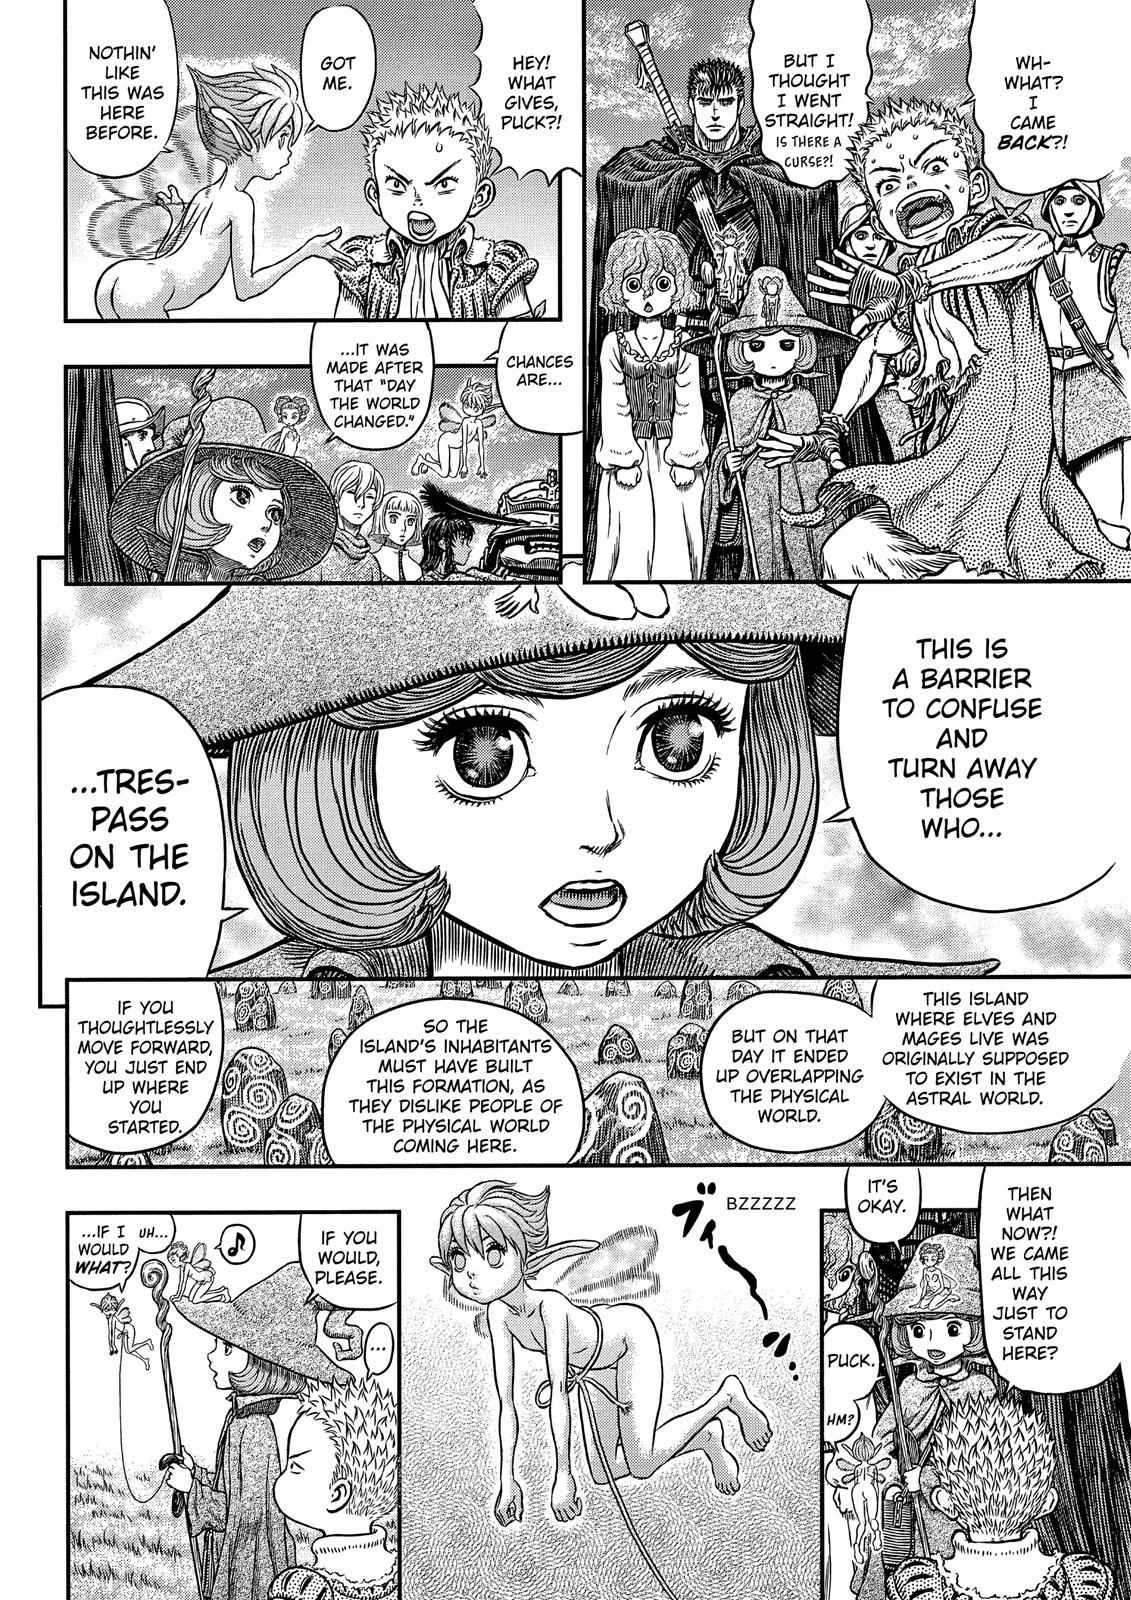 WH-
WHAT?
I
CAME
BACK?!
BUT I
THOUGHT
I WENT
STRAIGHT!
IS THERE A
CURSE?!
HEY!
WHAT
GIVES,
PUCK?!
GOT
ME.
NOTHIN'
LIKE
THIS WAS
HERE
BEFORE.
CHANCES
ARE...
...IT WAS
MADE AFTER
THAT "DAY
THE WORLD
CHANGED."
THIS IS
A BARRIER
TO CONFUSE
AND
TURN AWAY
THOSE
WHO...
...TRES-
PASS
ON THE
ISLAND.
THIS ISLAND
WHERE ELVES AND
MAGES LIVE WAS
ORIGINALLY SUPPOSED
TO EXIST IN THE
ASTRAL WORLD.
BUT ON THAT
DAY IT ENDED
UP OVERLAPPING
THE PHYSICAL
WORLD.
SO THE
ISLAND'S INHABITANTS
MUST HAVE BUILT
THIS FORMATION, AS
THEY DISLIKE PEOPLE OF
THE PHYSICAL WORLD
COMING HERE.
IF YOU
THOUGHTLESSLY
MOVE FORWARD,
YOU JUST END
UP WHERE
YOU
STARTED.
THEN
WHAT
NOW?!
WE CAME
ALL THIS
WAY
JUST TO
STAND
HERE?
IT'S
OKAY.
PUCK.
HM?
ブィーーン
BZZZZZ
IF YOU
WOULD,
PLEASE.
...
UH...
...IF I
WOULD
WHAT?